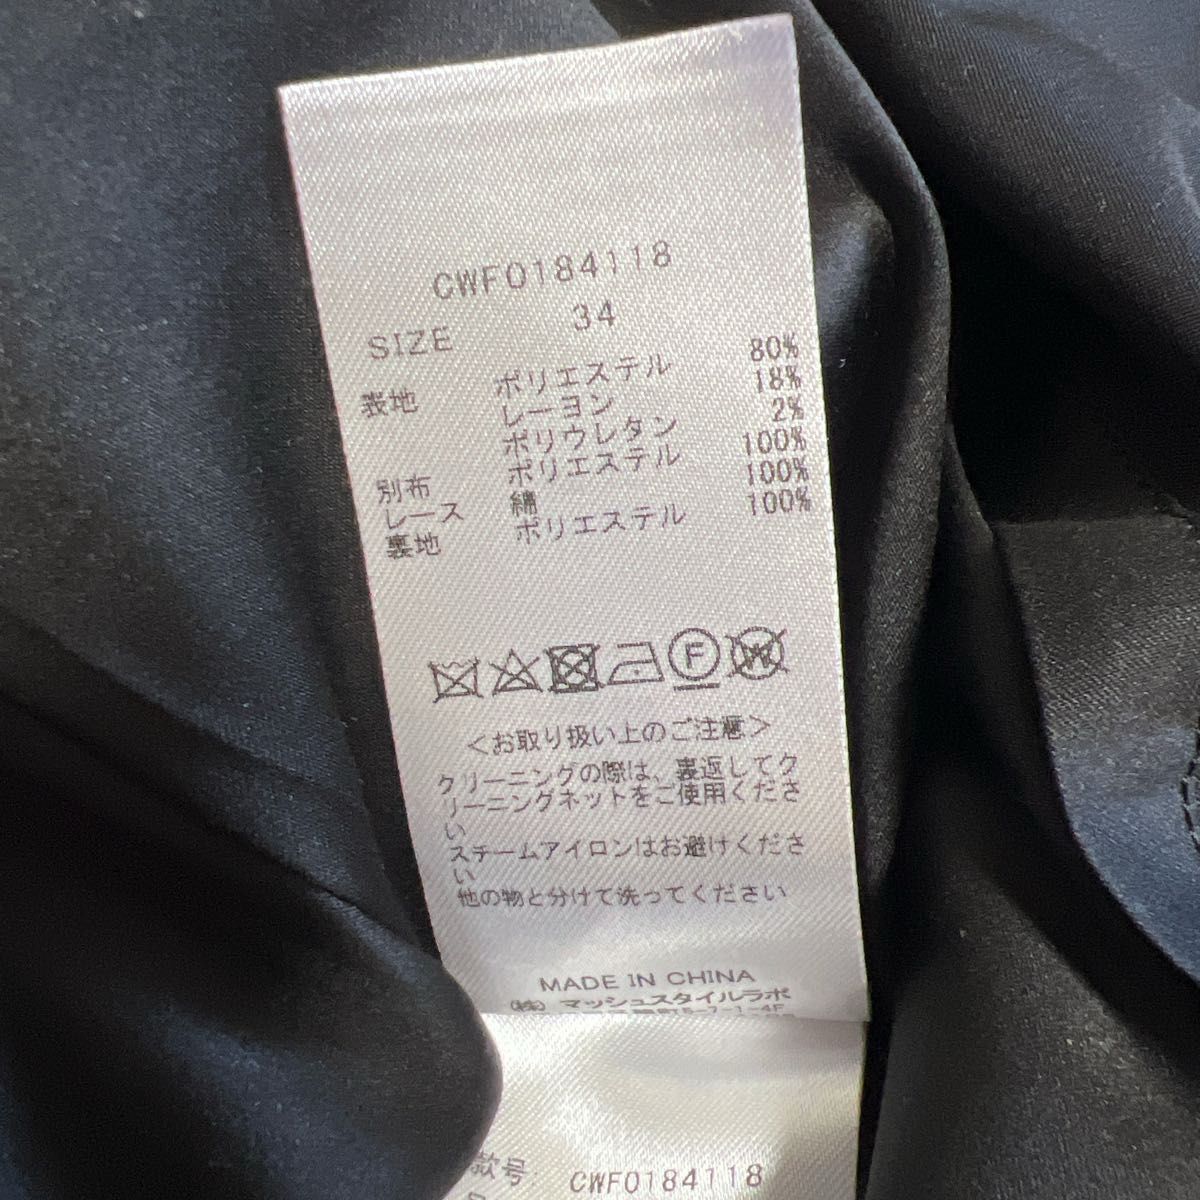 CWF0184118
SIZE 34
表地 ポリエステル 80%
レーヨン 18%
ポリウレタン 2%
別布 ポリエステル 100%
レース 綿 100%
裏地 ポリエステル 100%
F W
<お取り扱い上のご注意>
クリーニングの際は、裏返してク
リーニングネットをご使用くださ
い
スチームアイロンはお避けくださ
い
他の物と分けて洗ってください
MADE IN CHINA
(株) マッシュスタイルラボ
5-7-1-4F
款号: CWF0184118